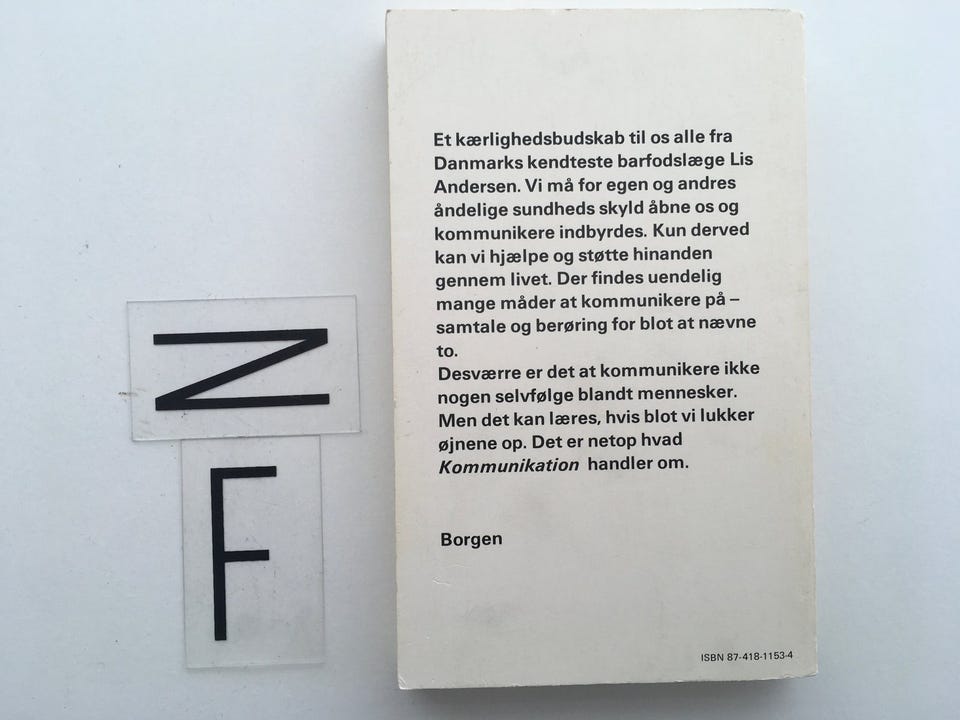 Et kærlighedsbudskab til os alle fra
Danmarks kendteste barfodslæge Lis
Andersen. Vi må for egen og andres
åndelige sundheds skyld åbne os og
kommunikere indbyrdes. Kun derved
kan vi hjælpe og støtte hinanden
gennem livet. Der findes uendelig
mange måder at kommunikere på –
samtale og berøring for blot at nævne
to.
Desværre er det at kommunikere ikke
nogen selvfølge blandt mennesker.
Men det kan læres, hvis blot vi lukker
øjnene op. Det er netop hvad
Kommunikation handler om.
Borgen
ISBN 87-418-1153-4
N
F